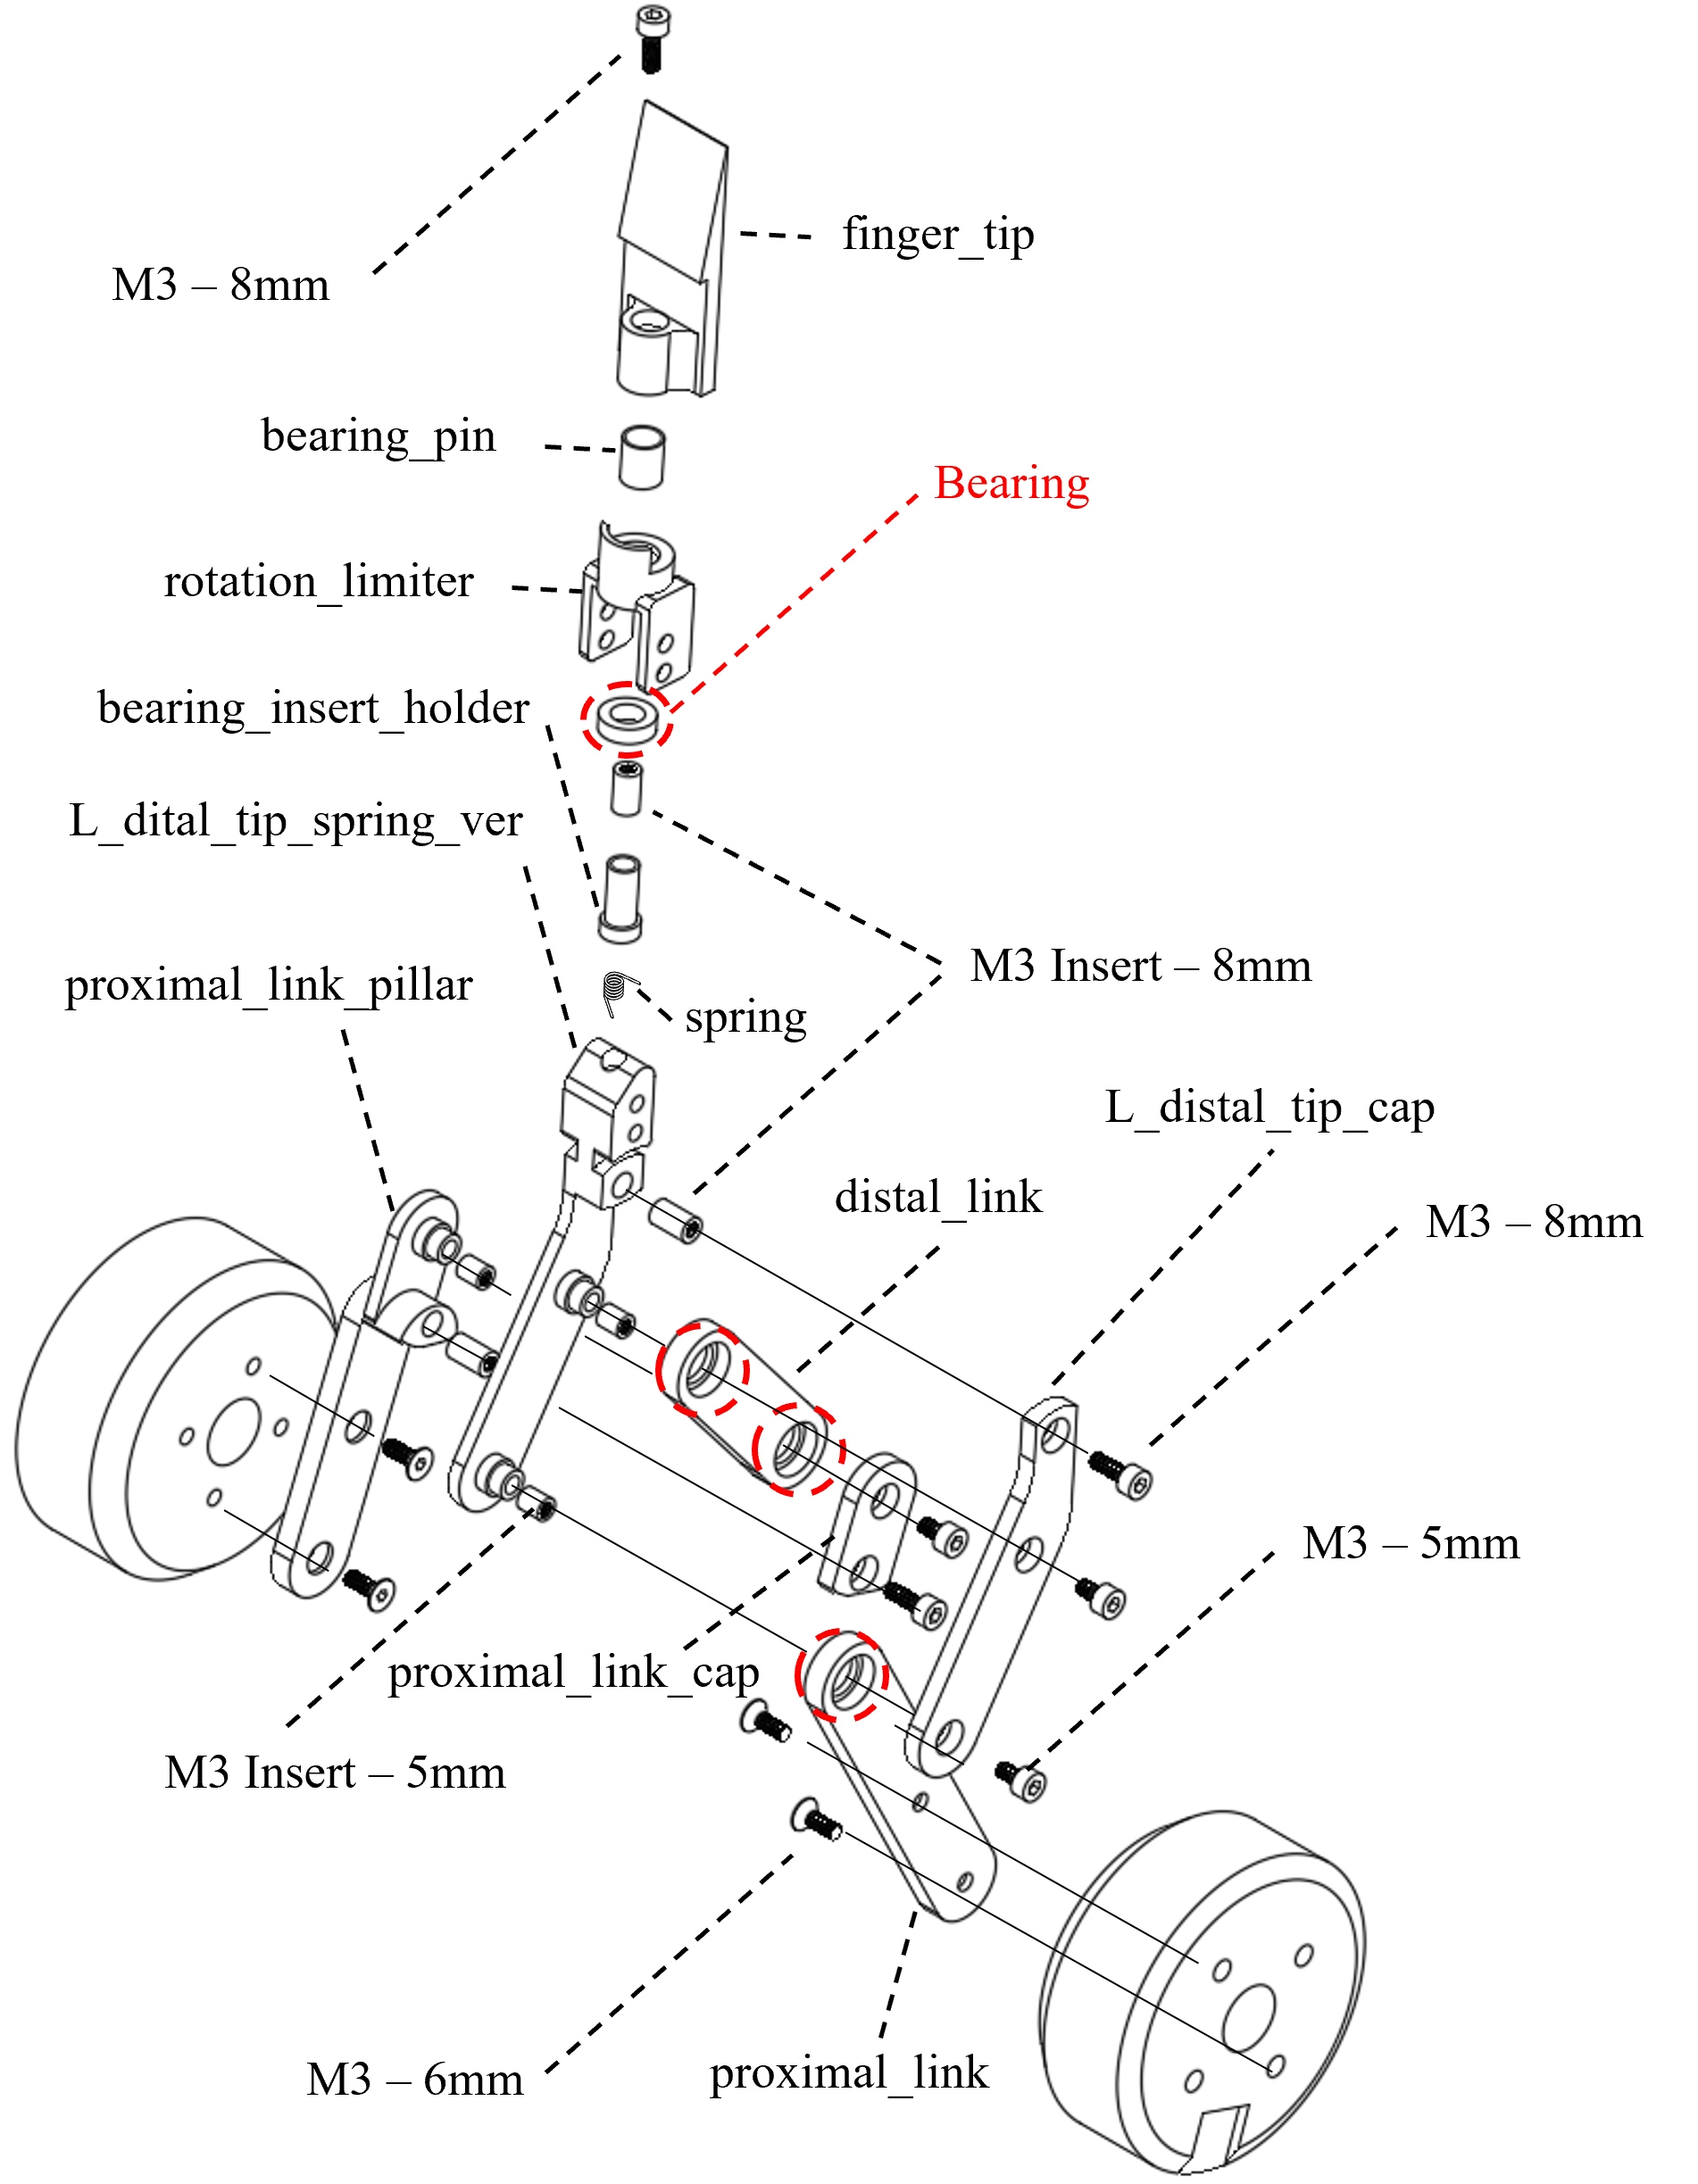 M3 – 8mm
finger_tip
bearing_pin
Bearing
rotation_limiter
bearing_insert_holder
L_dital_tip_spring_ver
M3 Insert – 8mm
proximal_link_pillar
spring
L_distal_tip_cap
distal_link
M3 – 8mm
M3 – 5mm
proximal_link_cap
M3 Insert – 5mm
M3 – 6mm
proximal_link